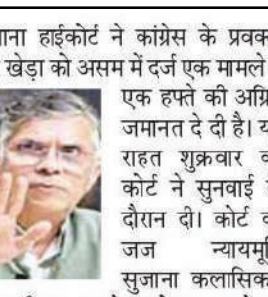 ाना हाईकोर्ट ने कांग्रेस के प्रवक्
खेड़ा को असम में दर्ज एक मामले
एक हफ्ते की अग्रि
जमानत दे दी है। य
राहत शुक्रवार क
कोर्ट ने सुनवाई
दौरान दी। कोर्ट क
जज न्यायमूर्ि
सुजाना कलासिक